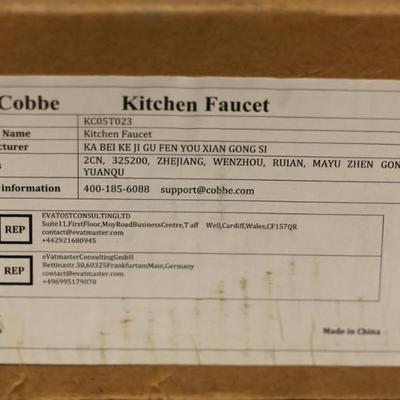 Cobbe Kitchen Faucet
KC05T023
Name Kitchen Faucet
KA BEI KE JI GU FEN YOU XIAN GONG SI
2CN, 325200, ZHEJIANG, WENZHOU, RUIAN, MAYU ZHEN GON
YUANQU
information 400-185-6088 support@cobbe.com
EVATOSTCONSULTINGLTD
REP Suite11,FirstFloor,MoyRoadBusinessCentre,Taff Well,Cardiff,Wales,CF157QR
contact@evatmaster.com
+442921680945
eVatmasterConsultingGmbH
REP Bettinastr.30,60325FrankfurtamMain,Germany
contact@evatmaster.com
+496995179070
Made in China